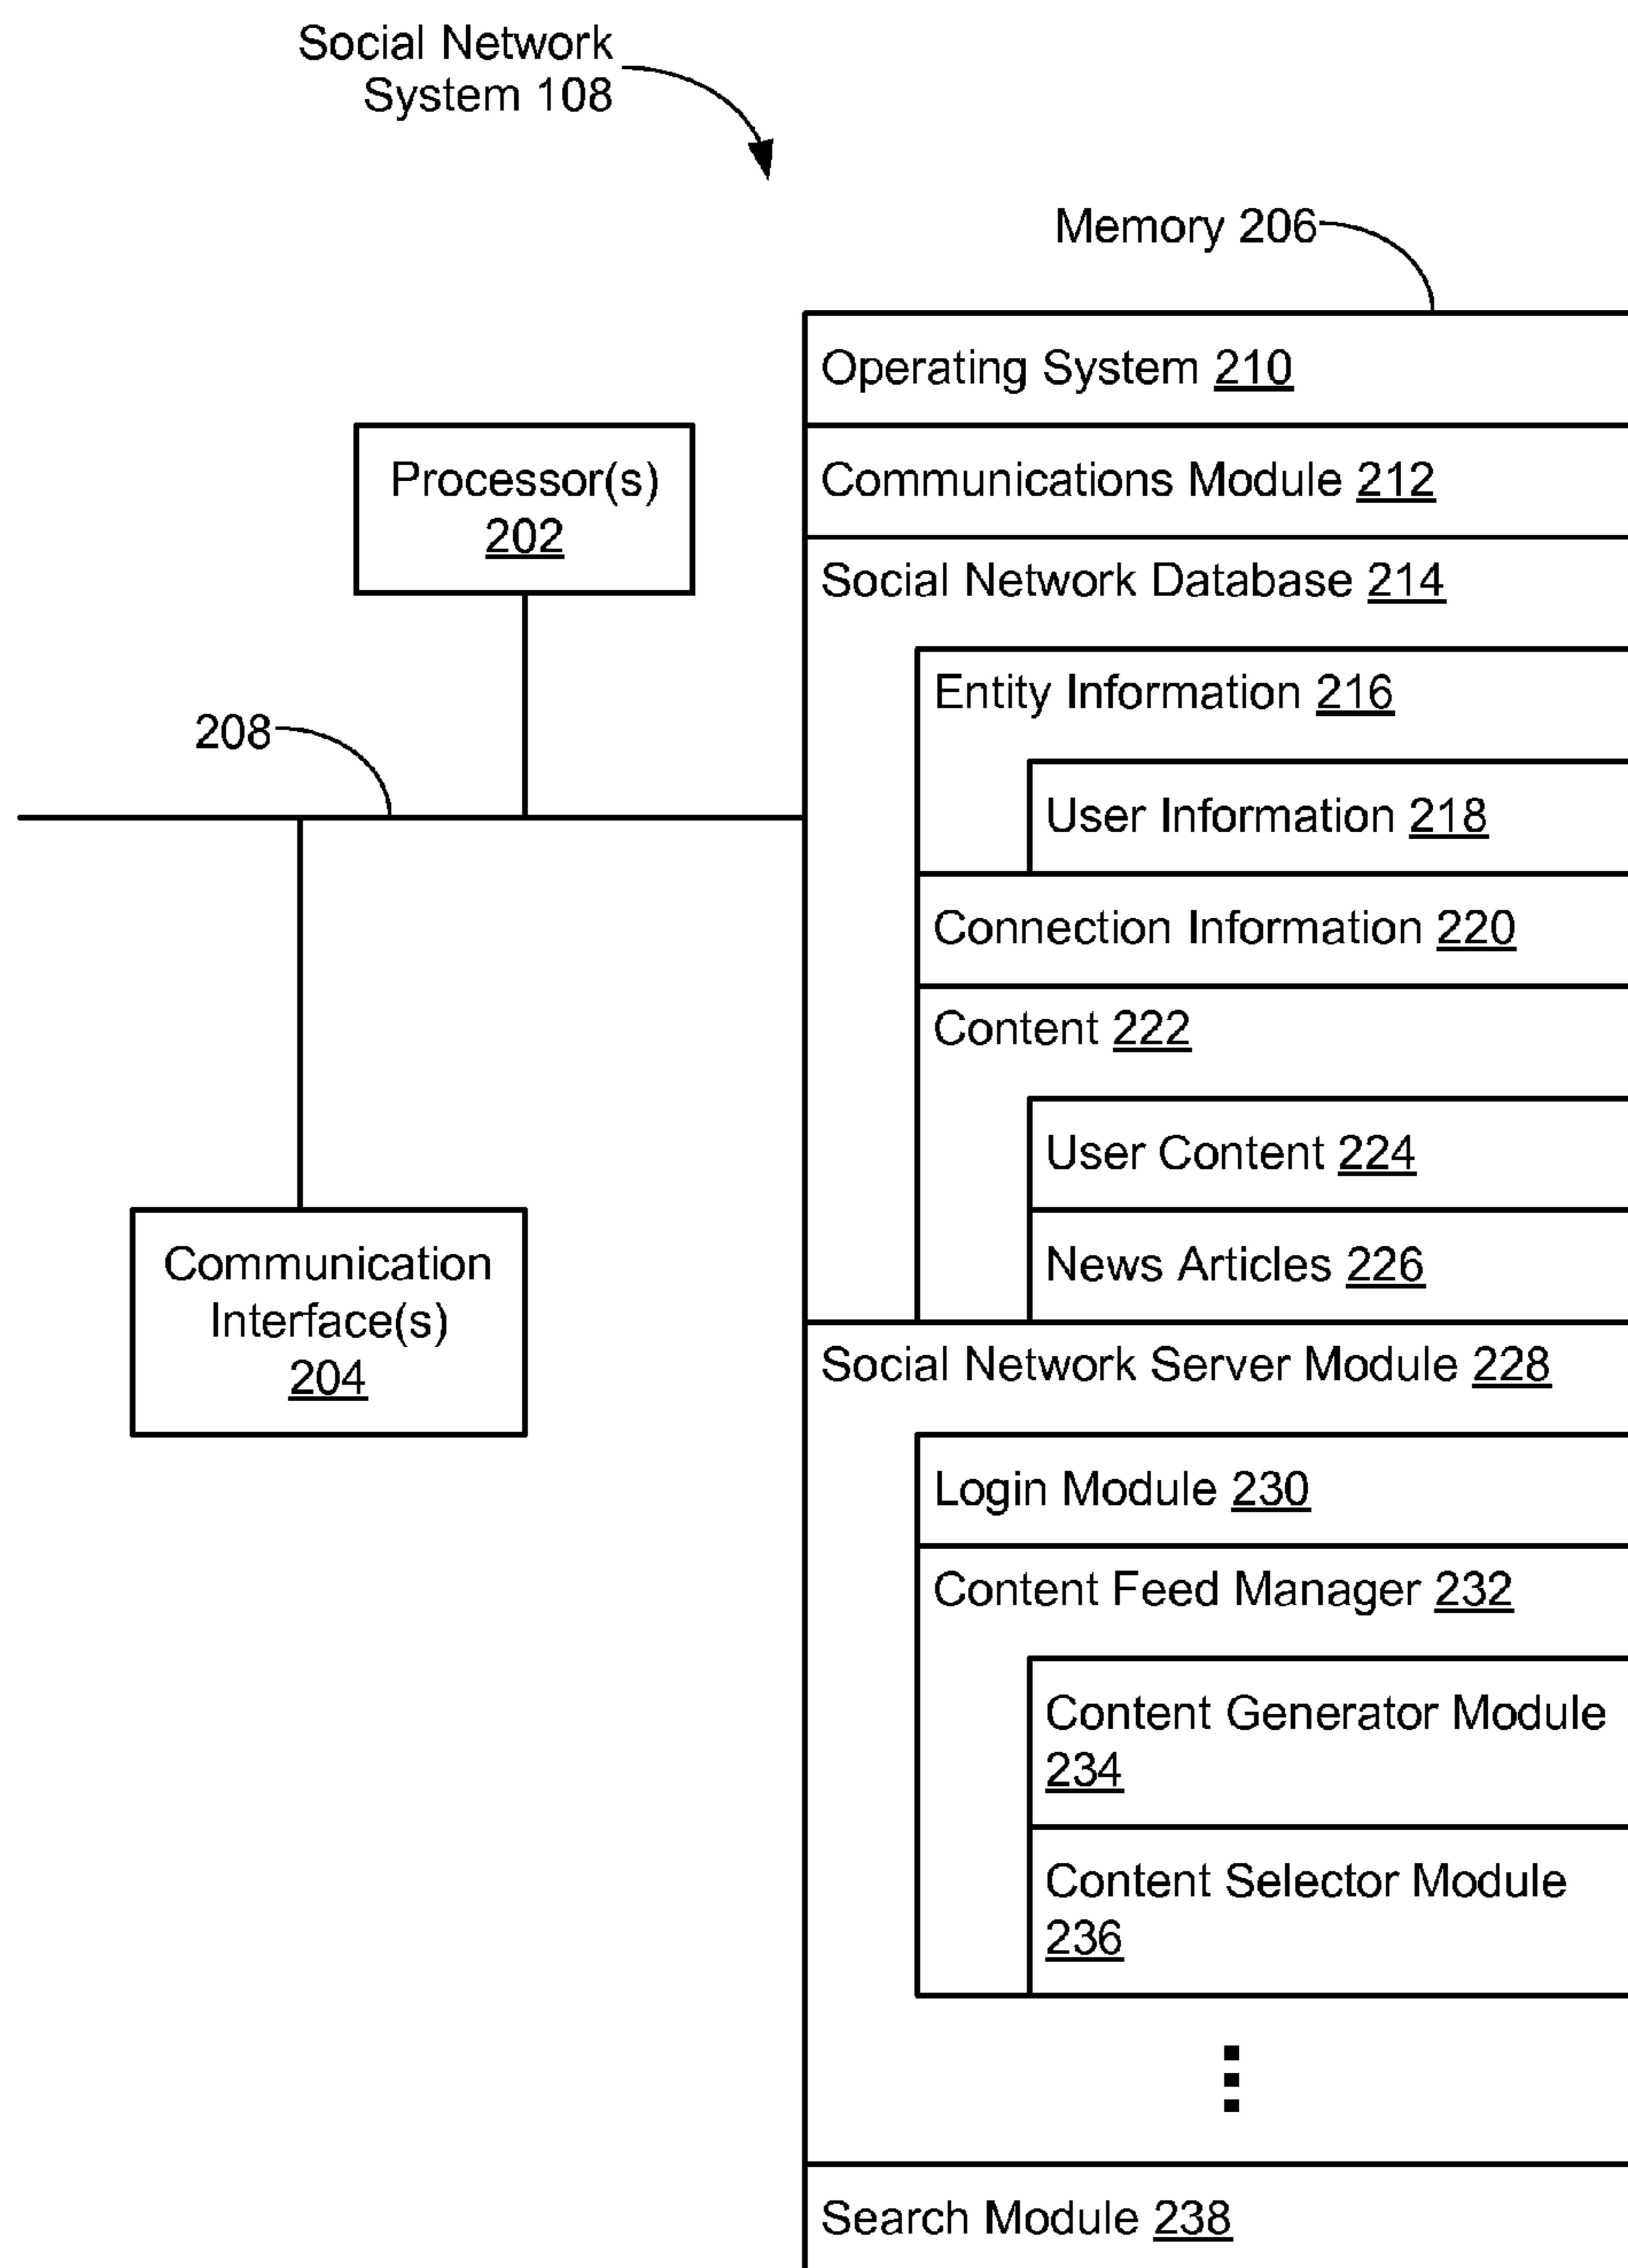 Social Network
System 108
Memory 206
Operating System 210
Processor(s)
202
Communications Module 212
Social Network Database 214
Entity Information 216
208
User Information 218
Connection Information 220
Content 222
User Content 224
Communication
Interface(s)
204
News Articles 226
Social Network Server Module 228
Login Module 230
Content Feed Manager 232
Content Generator Module
234
Content Selector Module
236
Search Module 238